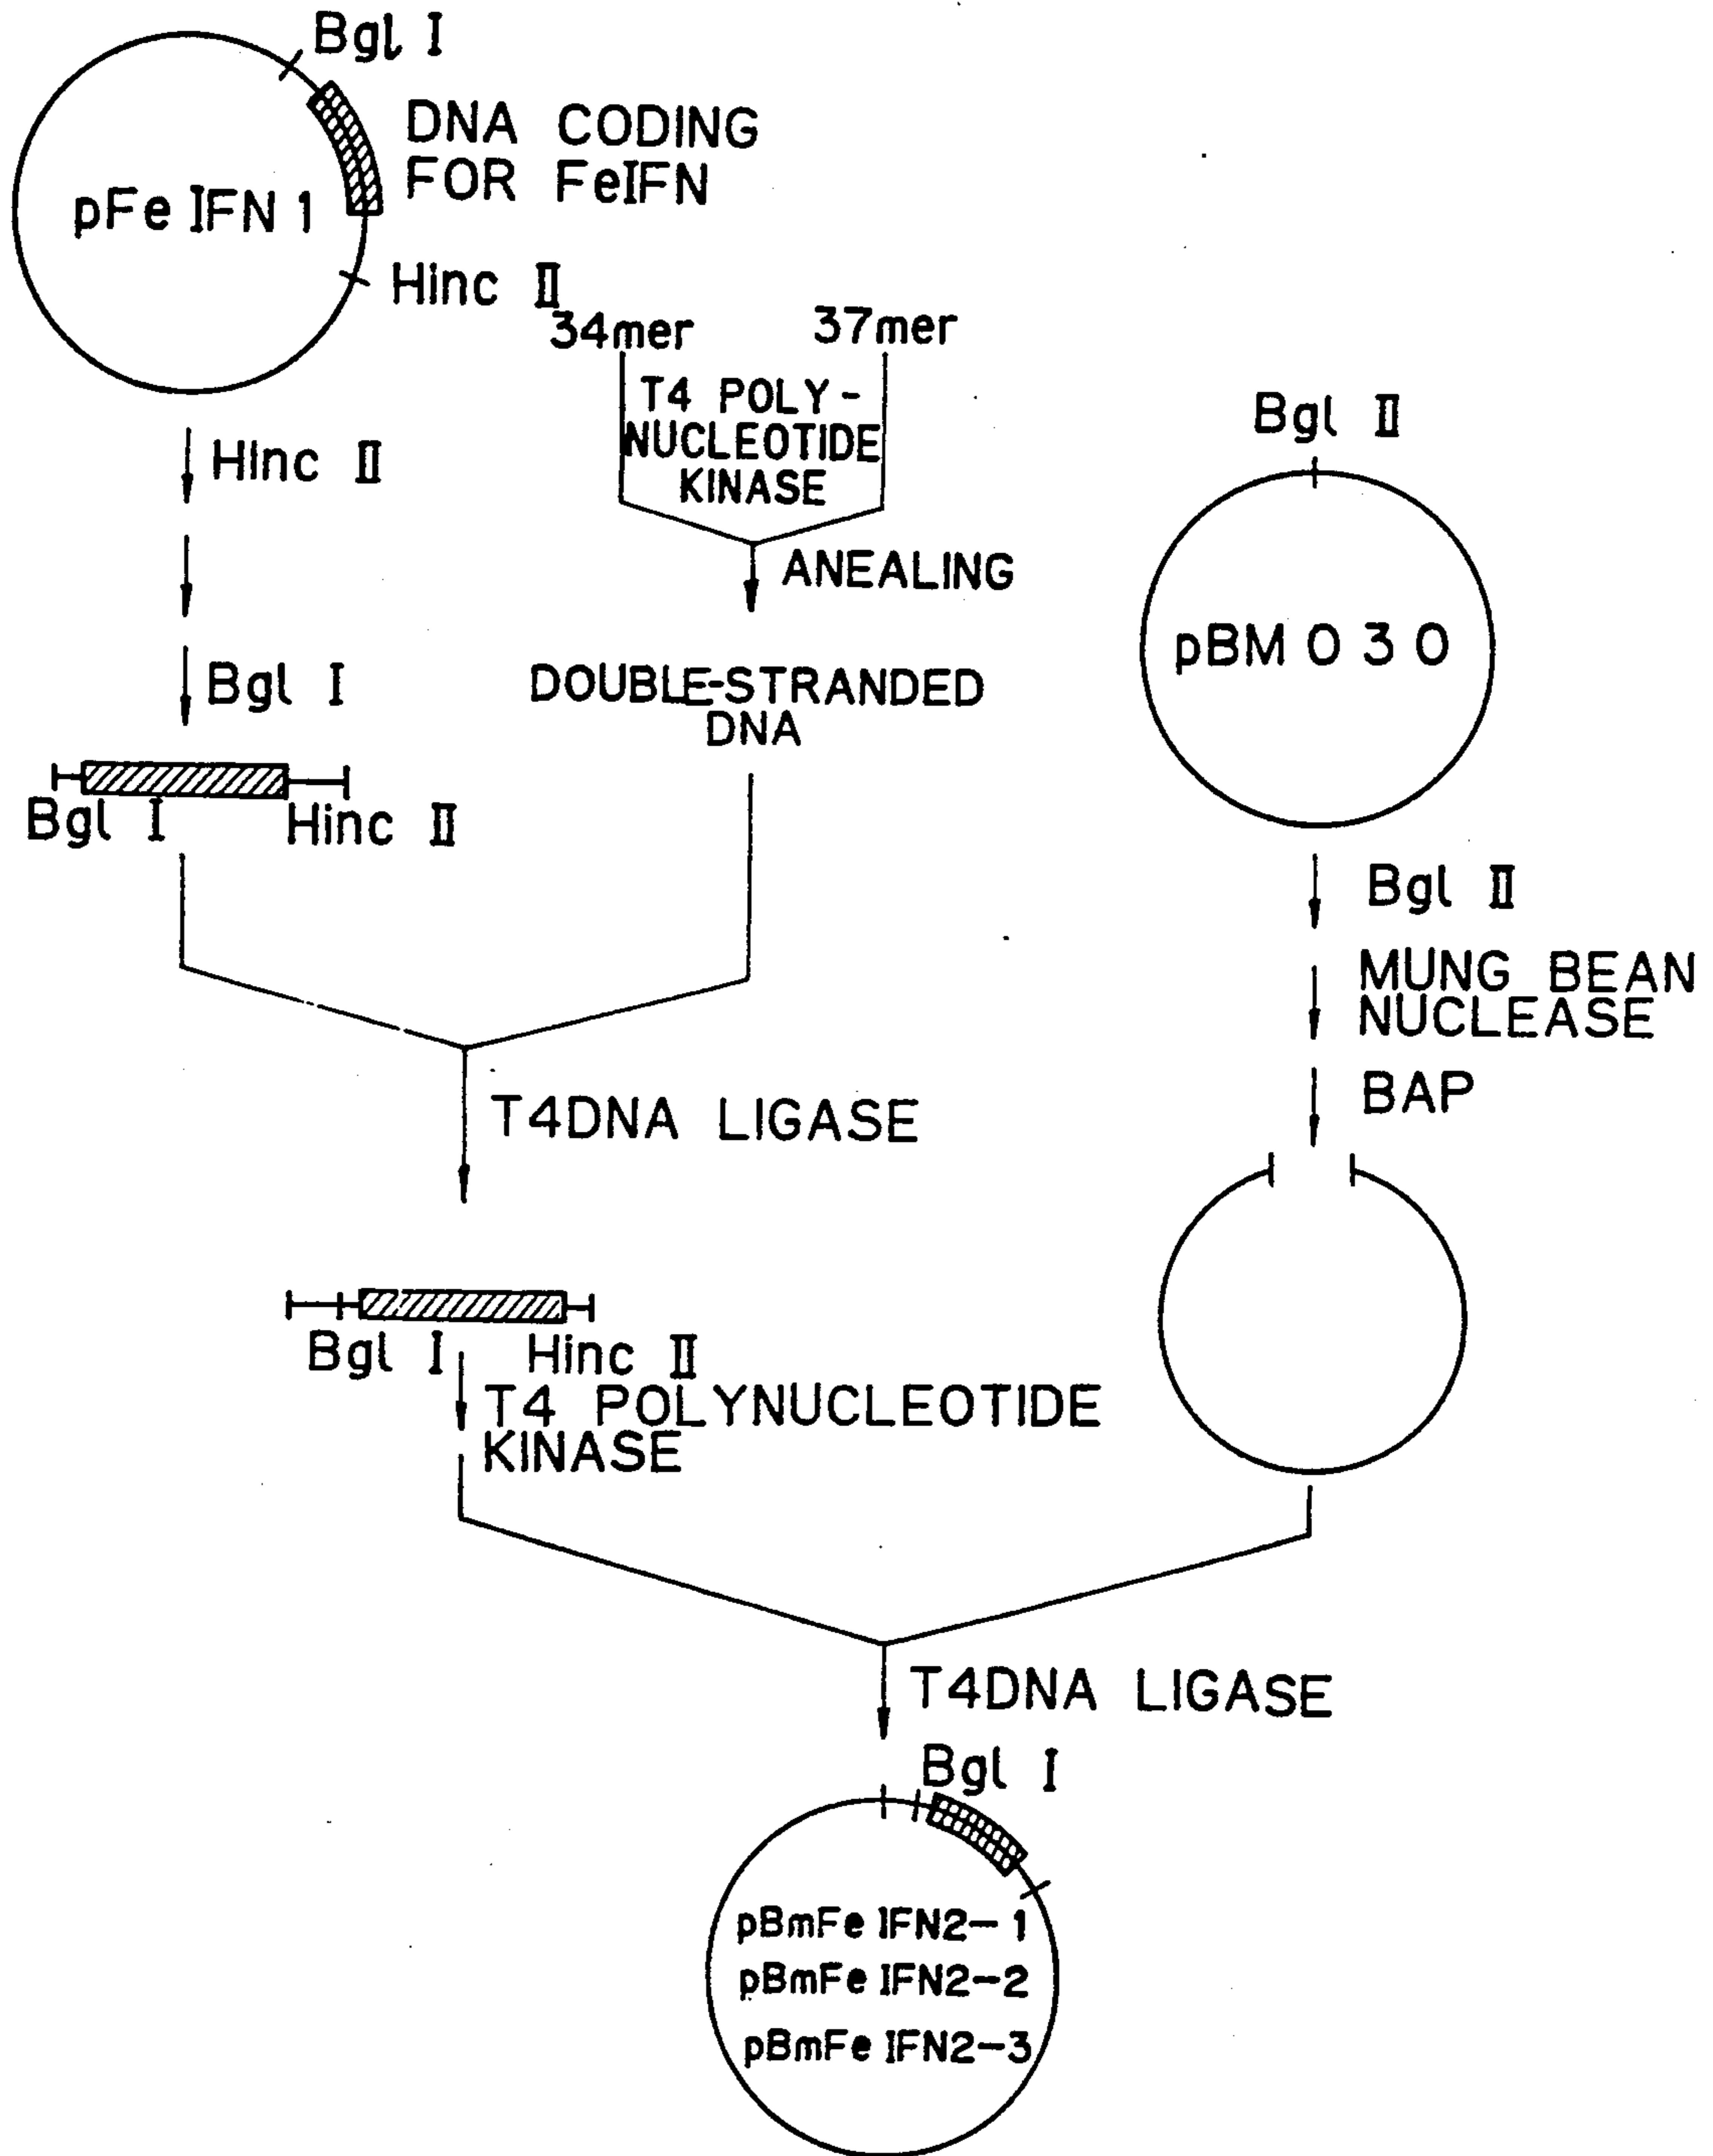 Bgl I
DNA CODING
FOR FeIFN
pFe IFN 1
Hinc II
34mer
37mer
T4 POLY-
NUCLEOTIDE
KINASE
Bgl II
HInc II
ANEALING
pBM 0 3 0
Bgl I
DOUBLE-STRANDED
DNA
Bgl I
Hinc II
Bgl II
MUNG BEAN
NUCLEASE
BAP
T4DNA LIGASE
Bgl I
Hinc II
T4 POLYNUCLEOTIDE
KINASE
T4DNA LIGASE
Bgl I
pBmFe IFN2-1
pBmFe IFN2-2
pBmFe IFN2-3